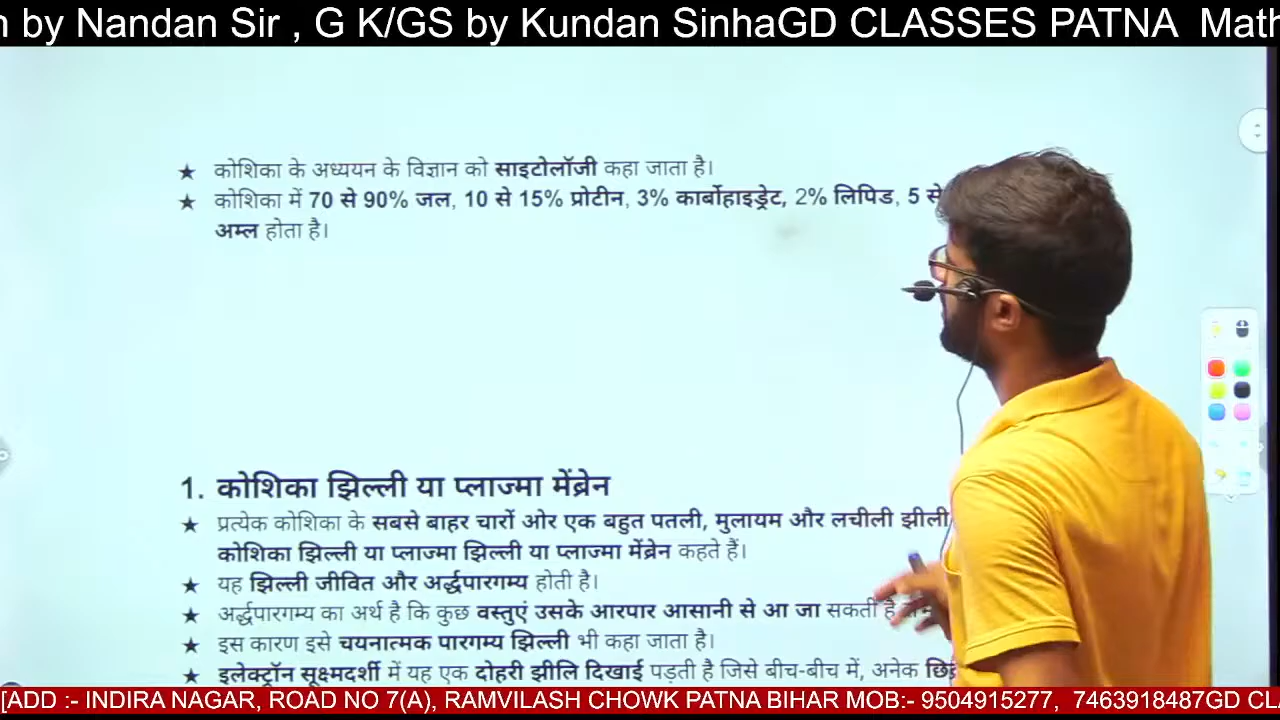 n by Nandan Sir , G K/GS by Kundan SinhaGD CLASSES PATNA Math
★ कोशिका के अध्ययन के विज्ञान को साइटोलॉजी कहा जाता है।
★ कोशिका में 70 से 90% जल, 10 से 15% प्रोटीन, 3% कार्बोहाइड्रेट, 2% लिपिड, 5 से
अम्ल होता है।
1. कोशिका झिल्ली या प्लाज्मा मेंब्रेन
★ प्रत्येक कोशिका के सबसे बाहर चारों ओर एक बहुत पतली, मुलायम और लचीली झीली
कोशिका झिल्ली या प्लाज्मा झिल्ली या प्लाज्मा मेंब्रेन कहते हैं।
★ यह झिल्ली जीवित और अर्द्धपारगम्य होती है।
★ अर्द्धपारगम्य का अर्थ है कि कुछ वस्तुएं उसके आरपार आसानी से आ जा सकती है
★ इस कारण इसे चयनात्मक पारगम्य झिल्ली भी कहा जाता है।
★ इलेक्ट्रॉन सूक्ष्मदर्शी में यह एक दोहरी झीलि दिखाई पड़ती है जिसे बीच-बीच में, अनेक
[ADD :- INDIRA NAGAR, ROAD NO 7(A), RAMVILASH CHOWK PATNA BIHAR MOB:- 9504915277, 7463918487GD CL